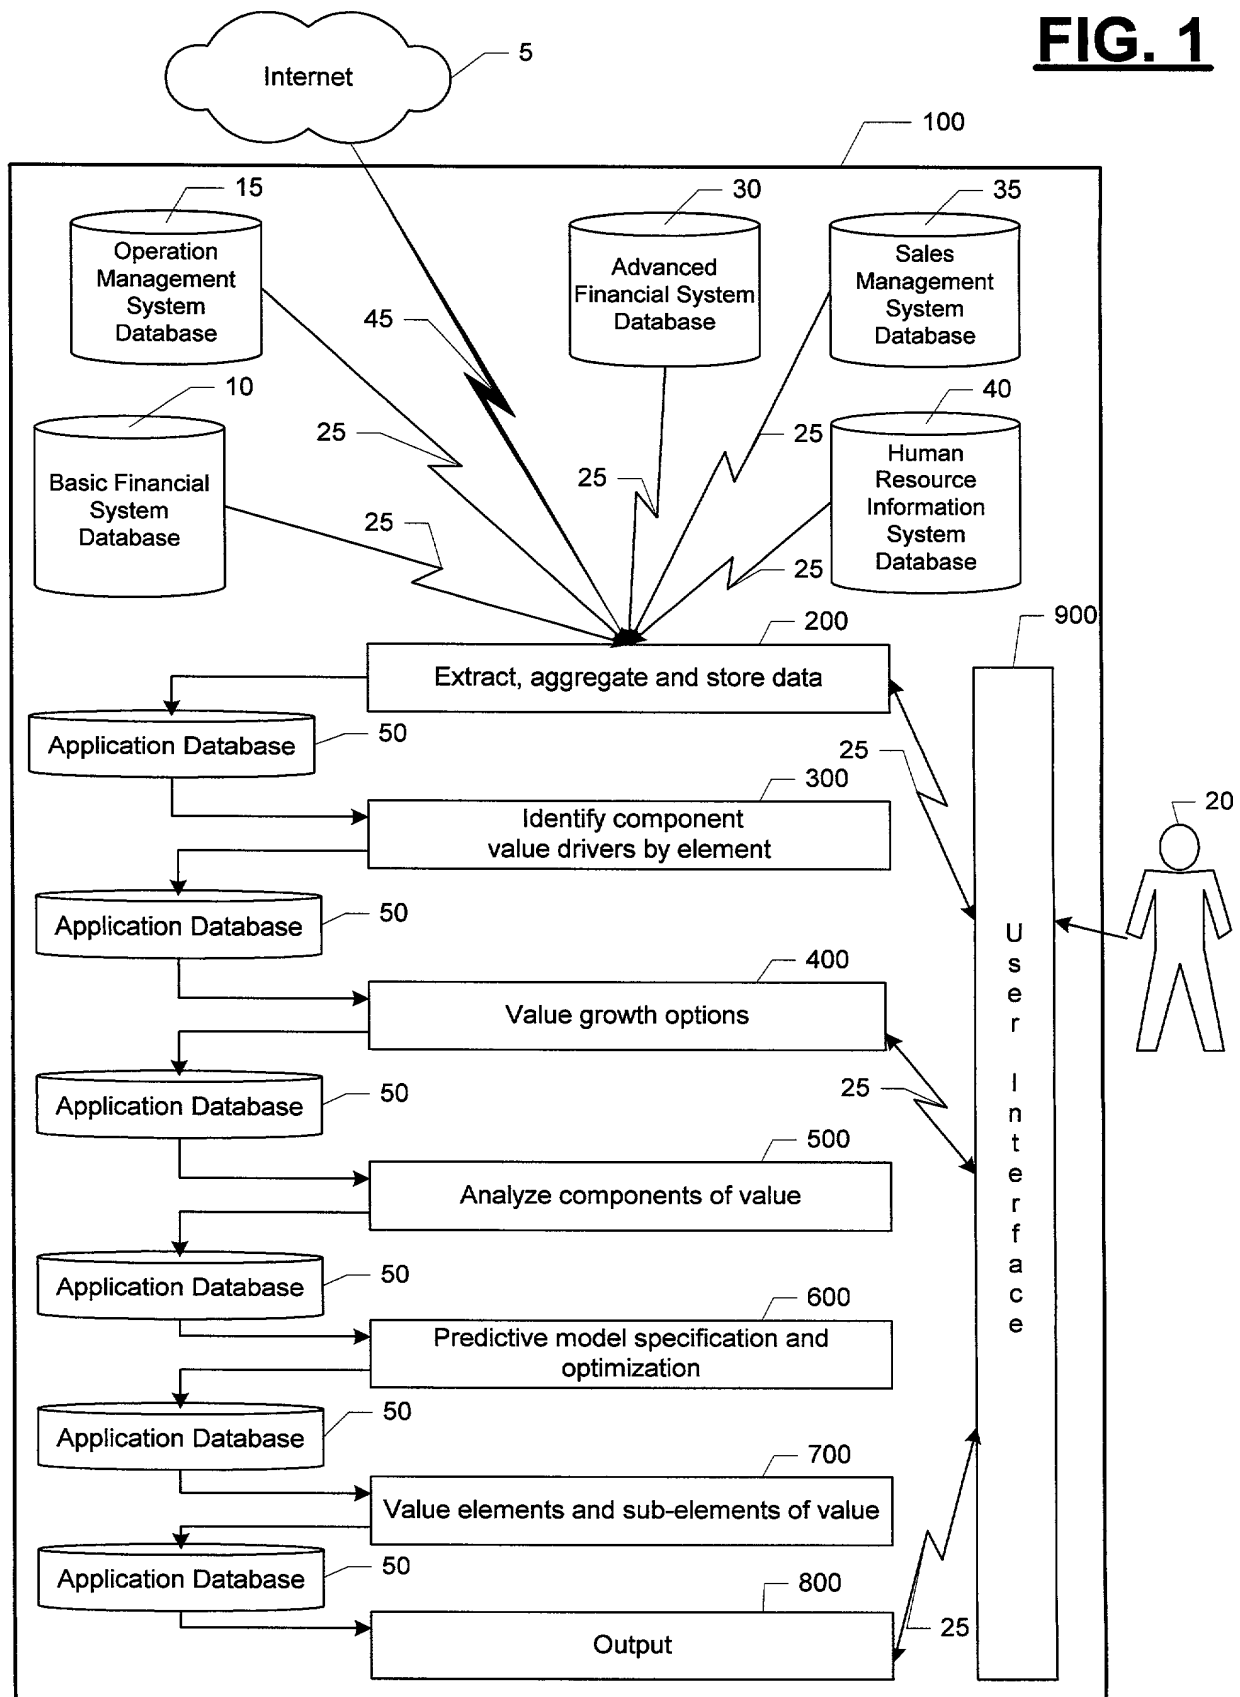 FIG. 1
5
Internet
100
15
30
35
Operation
Management
System
Database
Advanced
Financial System
Database
Sales
Management
System
Database
45
10
40
25
25
25
Basic Financial
System
Database
Human
Resource
Information
System
Database
25
25
200
900
Extract, aggregate and store data
50
Application Database
25
300
20
Identify component
value drivers by element
50
Application Database
User Interface
400
Value growth options
50
Application Database
25
500
Analyze components of value
50
Application Database
600
Predictive model specification and
optimization
50
Application Database
700
Value elements and sub-elements of value
50
Application Database
800
25
Output